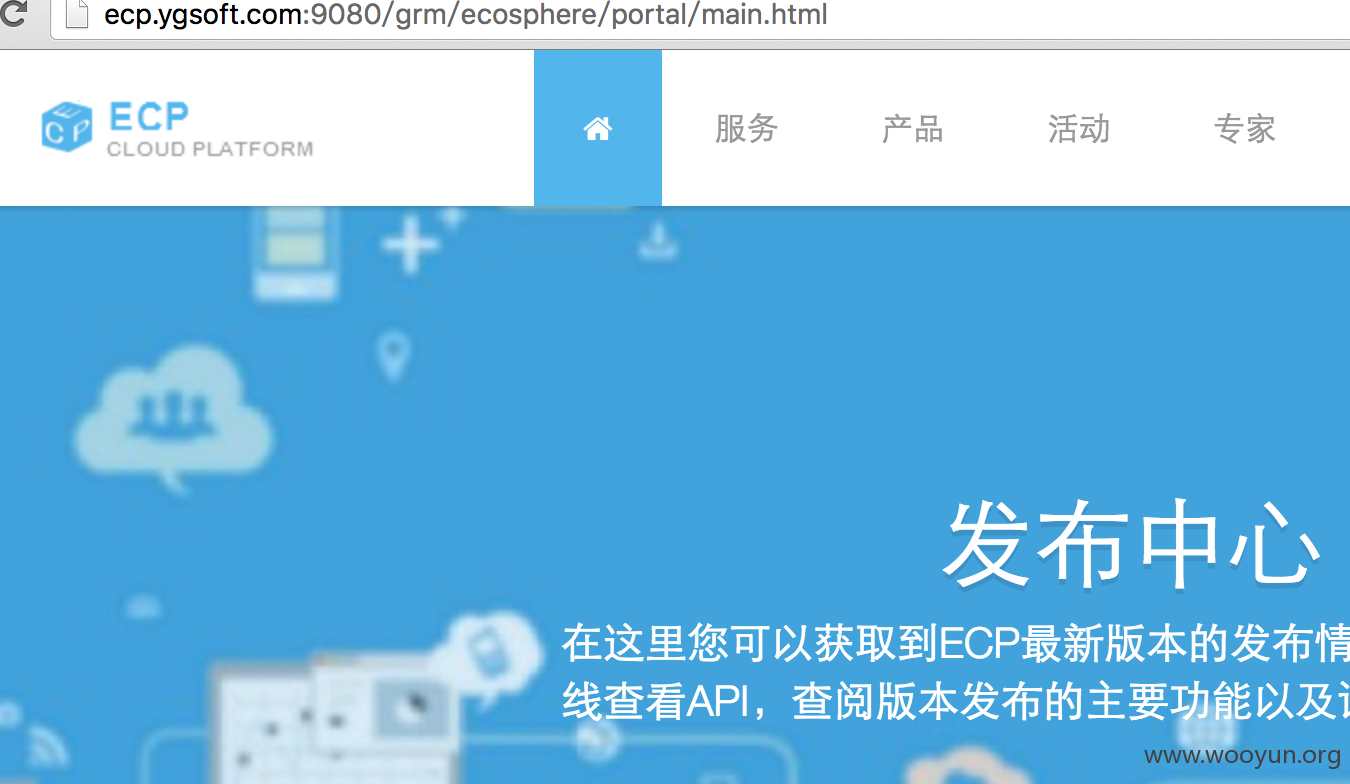 ecp.ygsoft.com:9080/grm/ecosphere/portal/main.html
ECP
CLOUD PLATFORM
服务
产品
活动
专家
发布中心
在这里您可以获取到ECP最新版本的发布情
线查看API，查阅版本发布的主要功能以及
www.wooyun.org